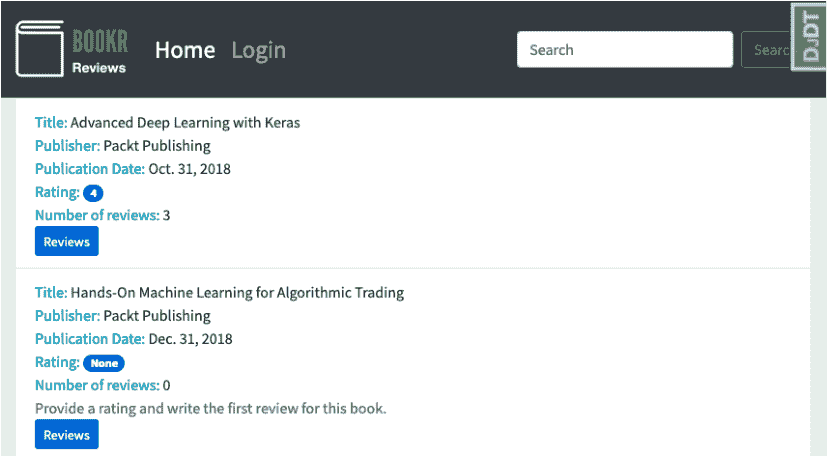 BOOKR
Reviews
Home Login
Search
Searc
DJDT
Title: Advanced Deep Learning with Keras
Publisher: Packt Publishing
Publication Date: Oct. 31, 2018
Rating: 4
Number of reviews: 3
Reviews
Title: Hands-On Machine Learning for Algorithmic Trading
Publisher: Packt Publishing
Publication Date: Dec. 31, 2018
Rating: None
Number of reviews: 0
Provide a rating and write the first review for this book.
Reviews